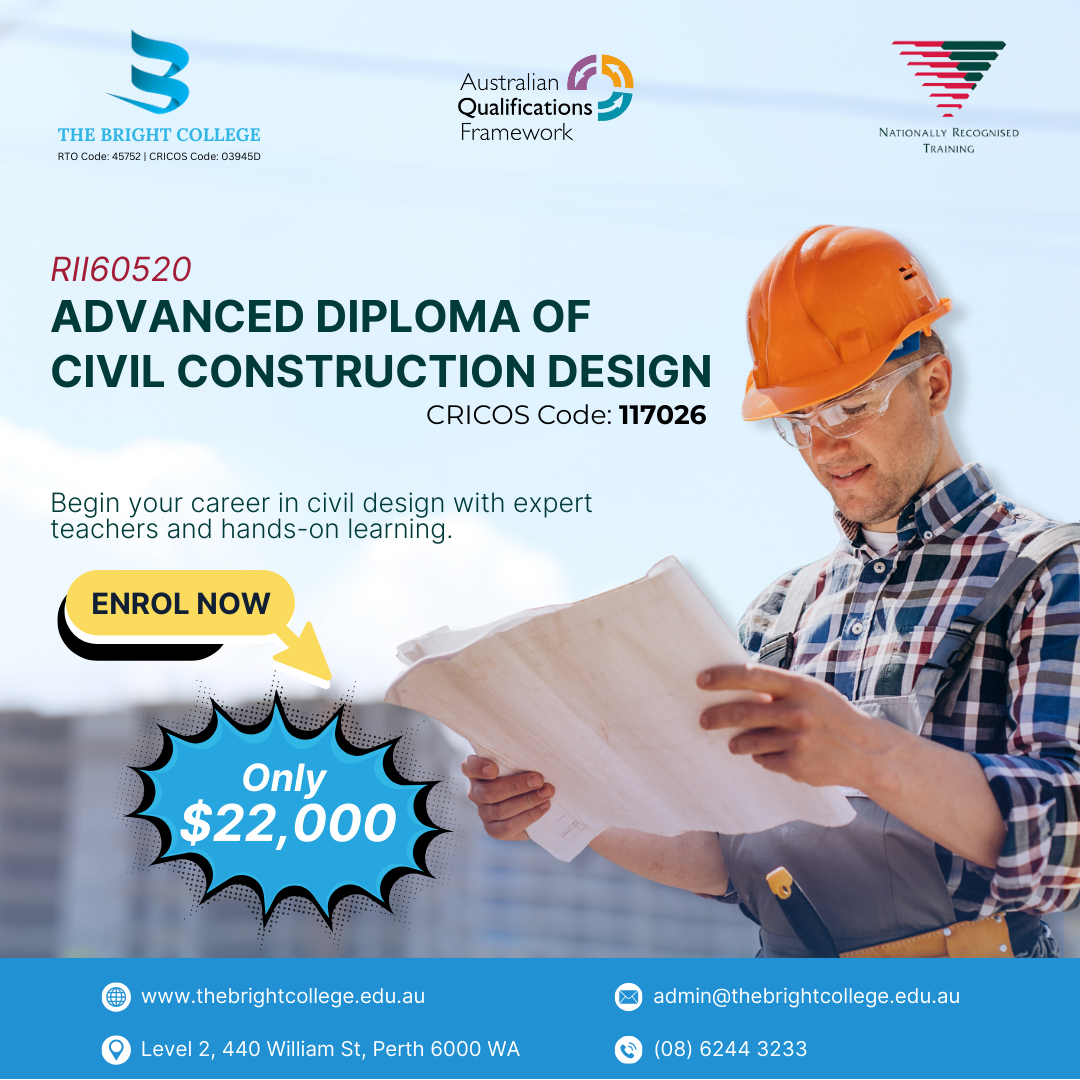 THE BRIGHT COLLEGE
RTO Code: 45752 | CRICOS Code: 03945D
Australian
Qualifications
Framework
NATIONALLY RECOGNISED
TRAINING
RII60520
ADVANCED DIPLOMA OF
CIVIL CONSTRUCTION DESIGN
CRICOS Code: 117026
Begin your career in civil design with expert
teachers and hands-on learning.
ENROL NOW
Only
$22,000
www.thebrightcollege.edu.au
admin@thebrightcollege.edu.au
Level 2, 440 William St, Perth 6000 WA
(08) 6244 3233